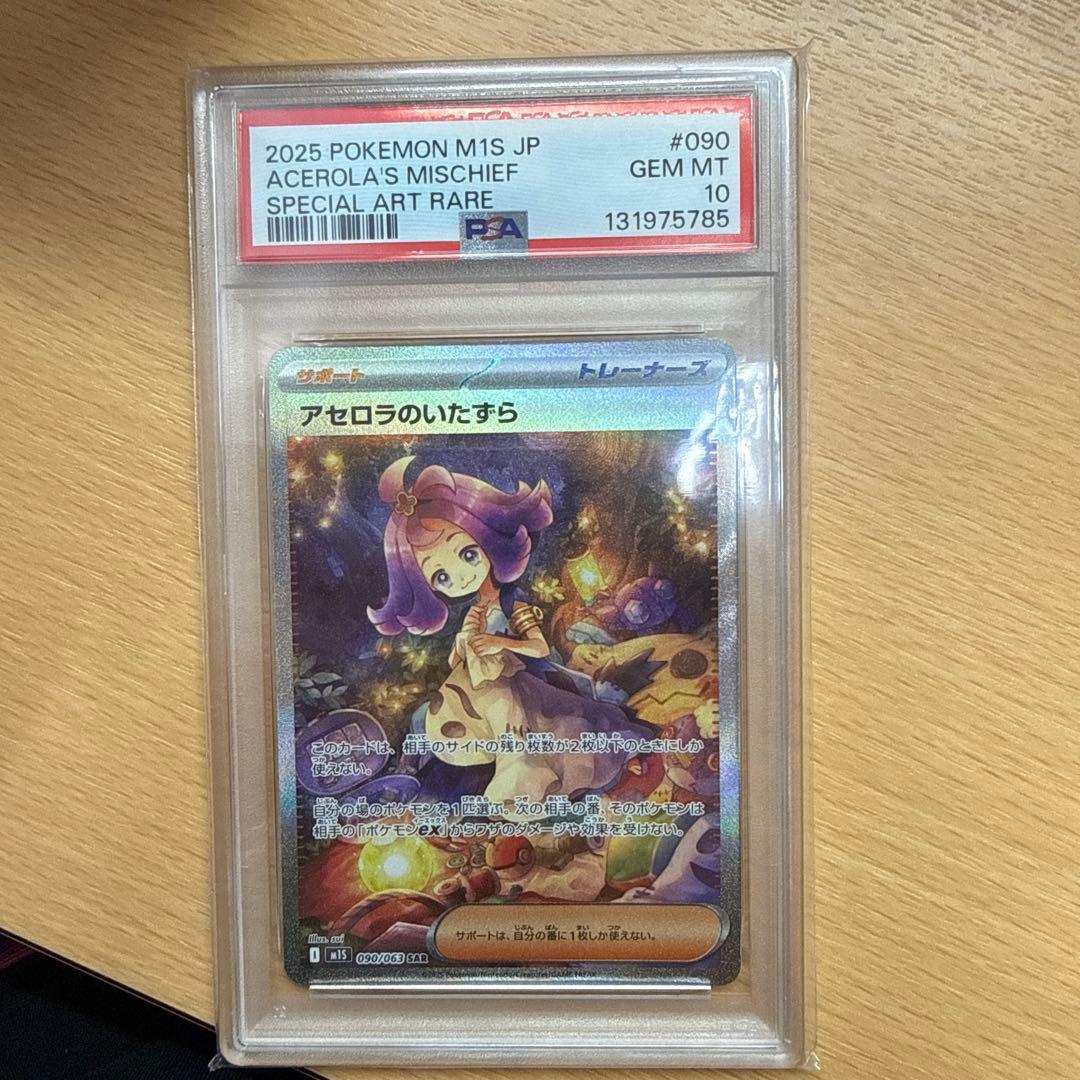 2025 POKEMON M1S JP #090
ACEROLA'S MISCHIEF GEM MT
SPECIAL ART RARE 10
PSA 131975785
サポート トレーナーズ
アセロラのいたずら
このカードは、相手のサイドの残り枚数が2枚以下のときにしか
使えない。
自分の場のポケモンを1匹選ぶ。次の相手の番、そのポケモンは
相手の「ポケモンex」からワザのダメージや効果を受けない。
サポートは、自分の番に1枚しか使えない。
Illus. sui
I M1S 090/063 SAR